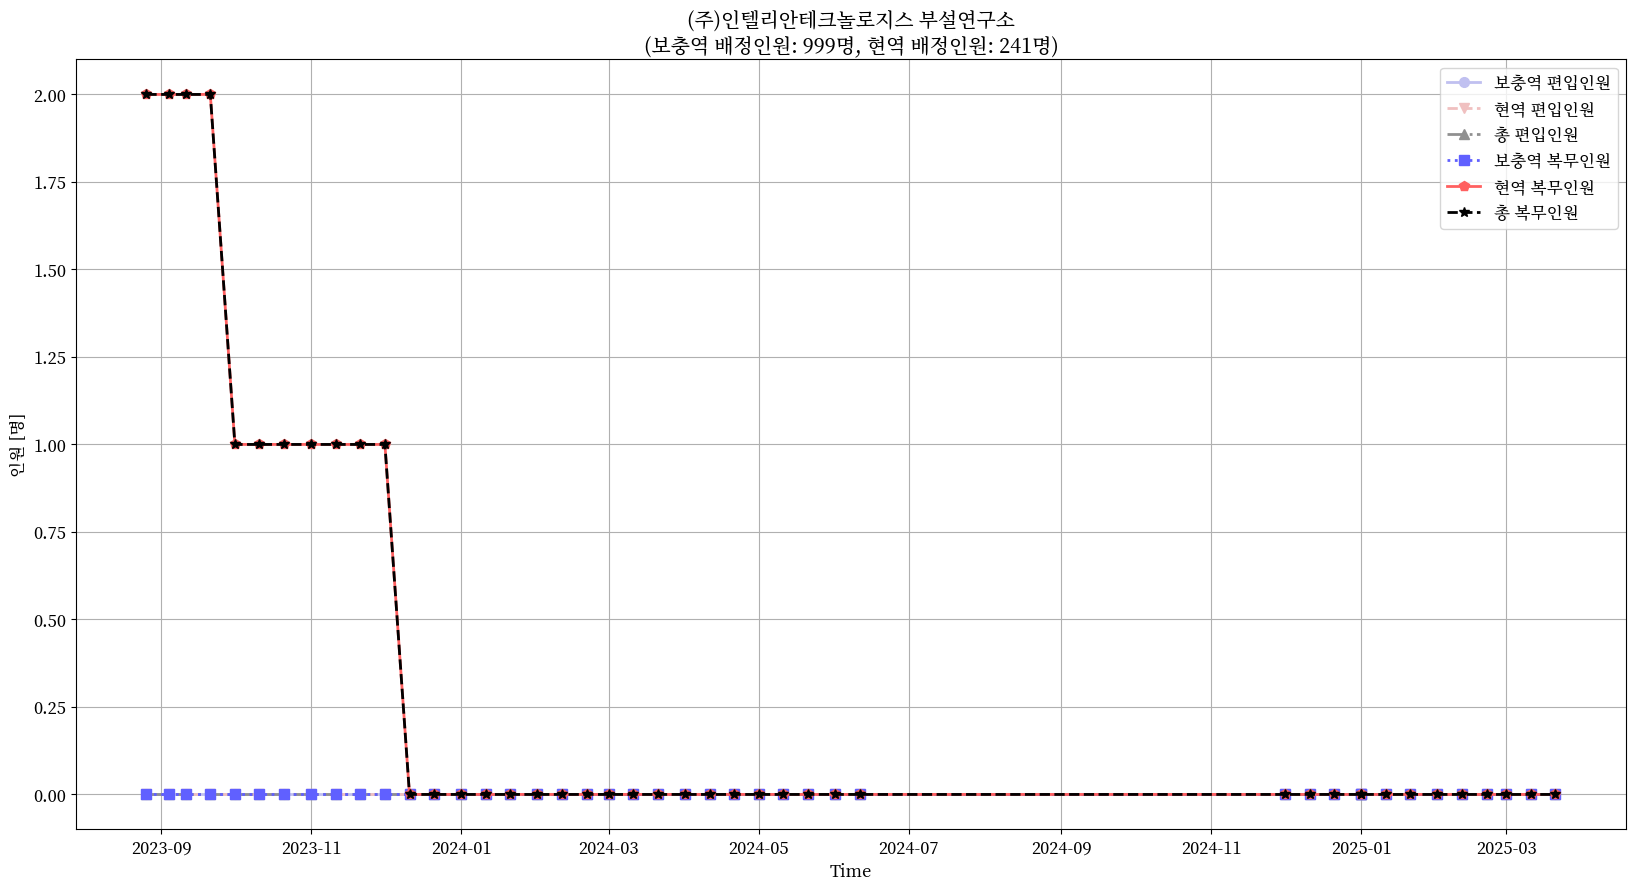 (주)인텔리안테크놀로지스 부설연구소
(보충역 배정인원: 999명, 현역 배정인원: 241명)
보충역 편입인원
현역 편입인원
총 편입인원
보충역 복무인원
현역 복무인원
총 복무인원
2.00
1.75
1.50
1.25
1.00
0.75
0.50
0.25
0.00
인원 [명]
2023-09
2023-11
2024-01
2024-03
2024-05
2024-07
2024-09
2024-11
2025-01
2025-03
Time